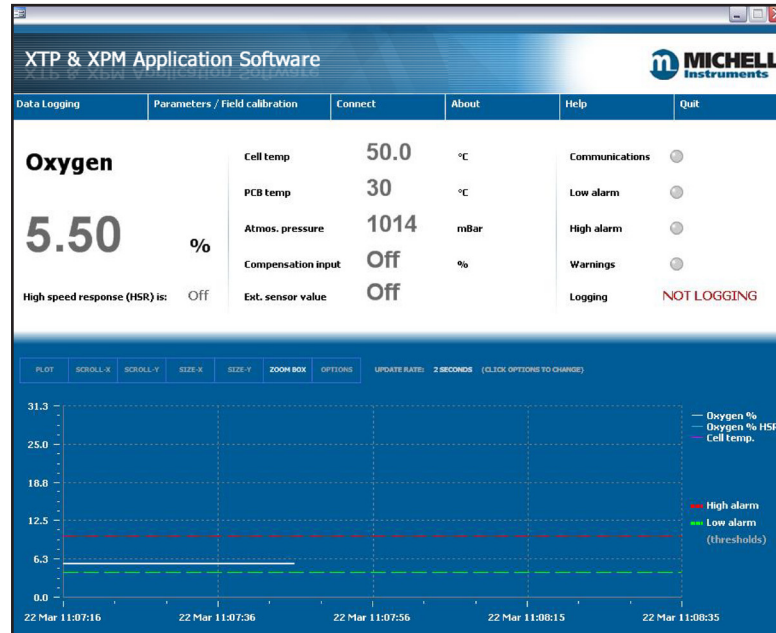 XTP & XPM Application Software
MICHELL
Instruments
Data Logging
Parameters / Field calibration
Connect
About
Help
Quit
Oxygen
5.50 %
High speed response (HSR) is: Off
Cell temp 50.0 °C
PCB temp 30 °C
Atmos. pressure 1014 mBar
Compensation input Off %
Ext. sensor value Off
Communications
Low alarm
High alarm
Warnings
Logging NOT LOGGING
PLOT
SCROLL-X
SCROLL-Y
SIZE-X
SIZE-Y
ZOOM BOX
OPTIONS
UPDATE RATE: 2 SECONDS (CLICK OPTIONS TO CHANGE)
31.3
25.0
18.8
12.5
6.3
0.0
22 Mar 11:07:16
22 Mar 11:07:36
22 Mar 11:07:56
22 Mar 11:08:15
22 Mar 11:08:35
Oxygen %
Oxygen % HSR
Cell temp.
High alarm
Low alarm
(thresholds)